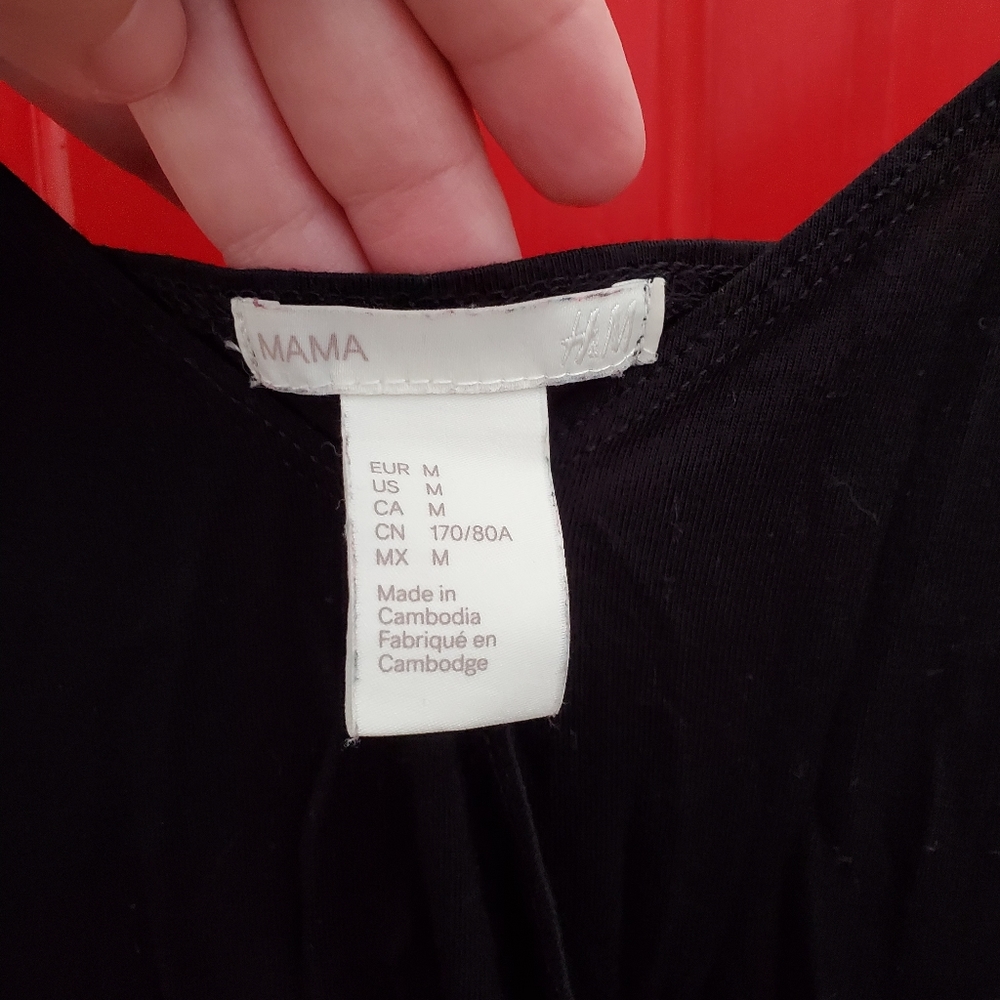 MAMA H&M
EUR M
US M
CA M
CN 170/80A
MX M
Made in
Cambodia
Fabriqué en
Cambodge